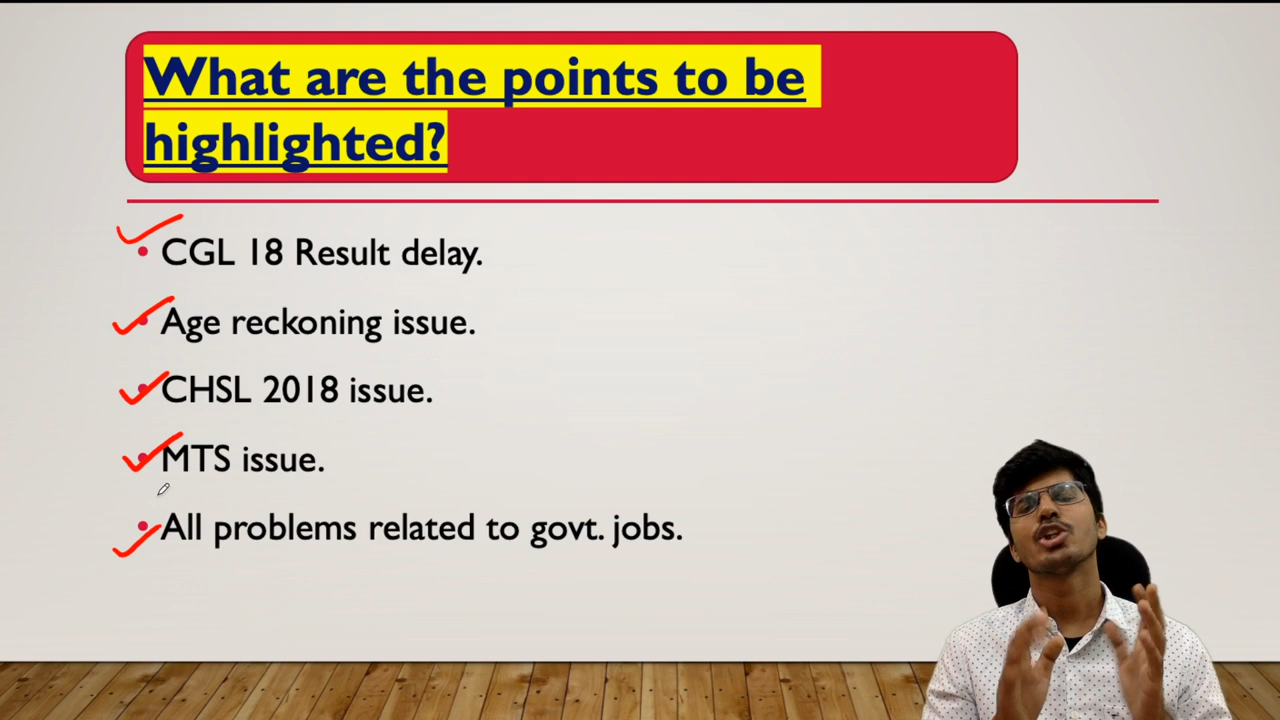 What are the points to be
highlighted?
CGL 18 Result delay.
Age reckoning issue.
CHSL 2018 issue.
MTS issue.
All problems related to govt. jobs.